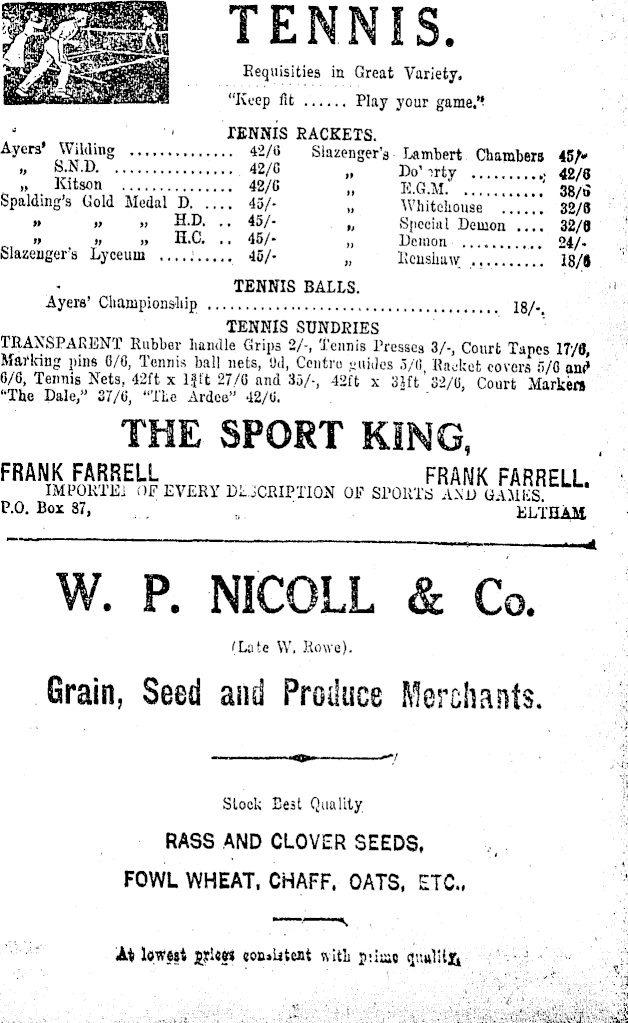 TENNIS.
Requisities in Great Variety.
"Keep fit ...... Play your game."
TENNIS RACKETS.
Ayers' Wilding .............. 42/6
„ S.N.D. .............. 42/6
„ Kitson .............. 42/6
Spalding's Gold Medal D. .... 45/-
„ „ „ H.D. .. 45/-
„ „ „ H.C. .. 45/-
Slazenger's Lyceum .......... 45/-
Slazenger's Lambert Chambers 45/-
„ .......... 42/6
„ E.G.M. ........... 38/6
„ Whitehouse ...... 32/6
„ Special Demon .... 32/6
„ Demon ........... 24/-
„ Renshaw .......... 18/6
TENNIS BALLS.
Ayers' Championship ........................................ 18/-.
TENNIS SUNDRIES
TRANSPARENT Rubber handle Grips 2/-, Tennis Presses 3/-, Court Tapes 17/6,
Marking pins 6/6, Tennis ball nets, 9d, Centre guides 5/6, Racket covers 5/6 and
6/6, Tennis Nets, 42ft x 27/6 and 35/-, 42ft x 3½ft 32/6, Court Markers
"The Dale," 37/6, "The Ardee" 42/6.
THE SPORT KING,
FRANK FARRELL FRANK FARRELL.
OF EVERY DESCRIPTION OF SPORTS AND GAMES.
P.O. Box 87, ELTHAM
W. P. NICOLL & Co.
(Late W. Rowe).
Grain, Seed and Produce Merchants.
Stock Best Quality
RASS AND CLOVER SEEDS,
FOWL WHEAT, CHAFF, OATS, ETC.,
At lowest prices consistent with prime quality.